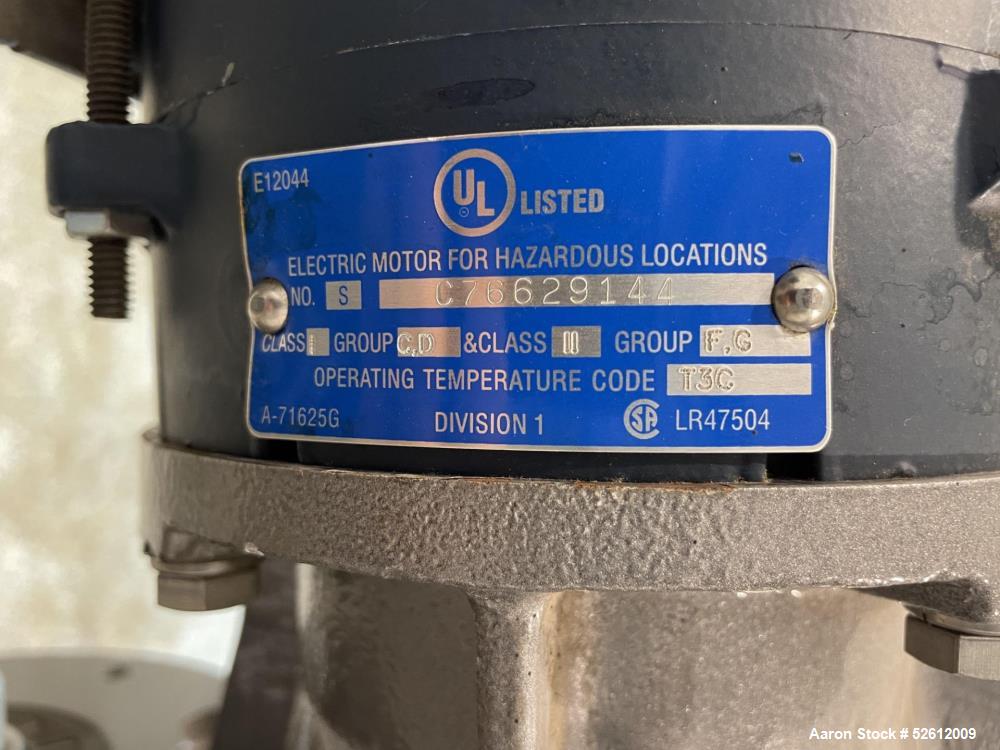 E12044
UL LISTED
ELECTRIC MOTOR FOR HAZARDOUS LOCATIONS
NO. S C76629144
CLASS I GROUP C,D & CLASS II GROUP F,G
OPERATING TEMPERATURE CODE T3C
A-71625G DIVISION 1 SA LR47504
Aaron Stock # 52612009